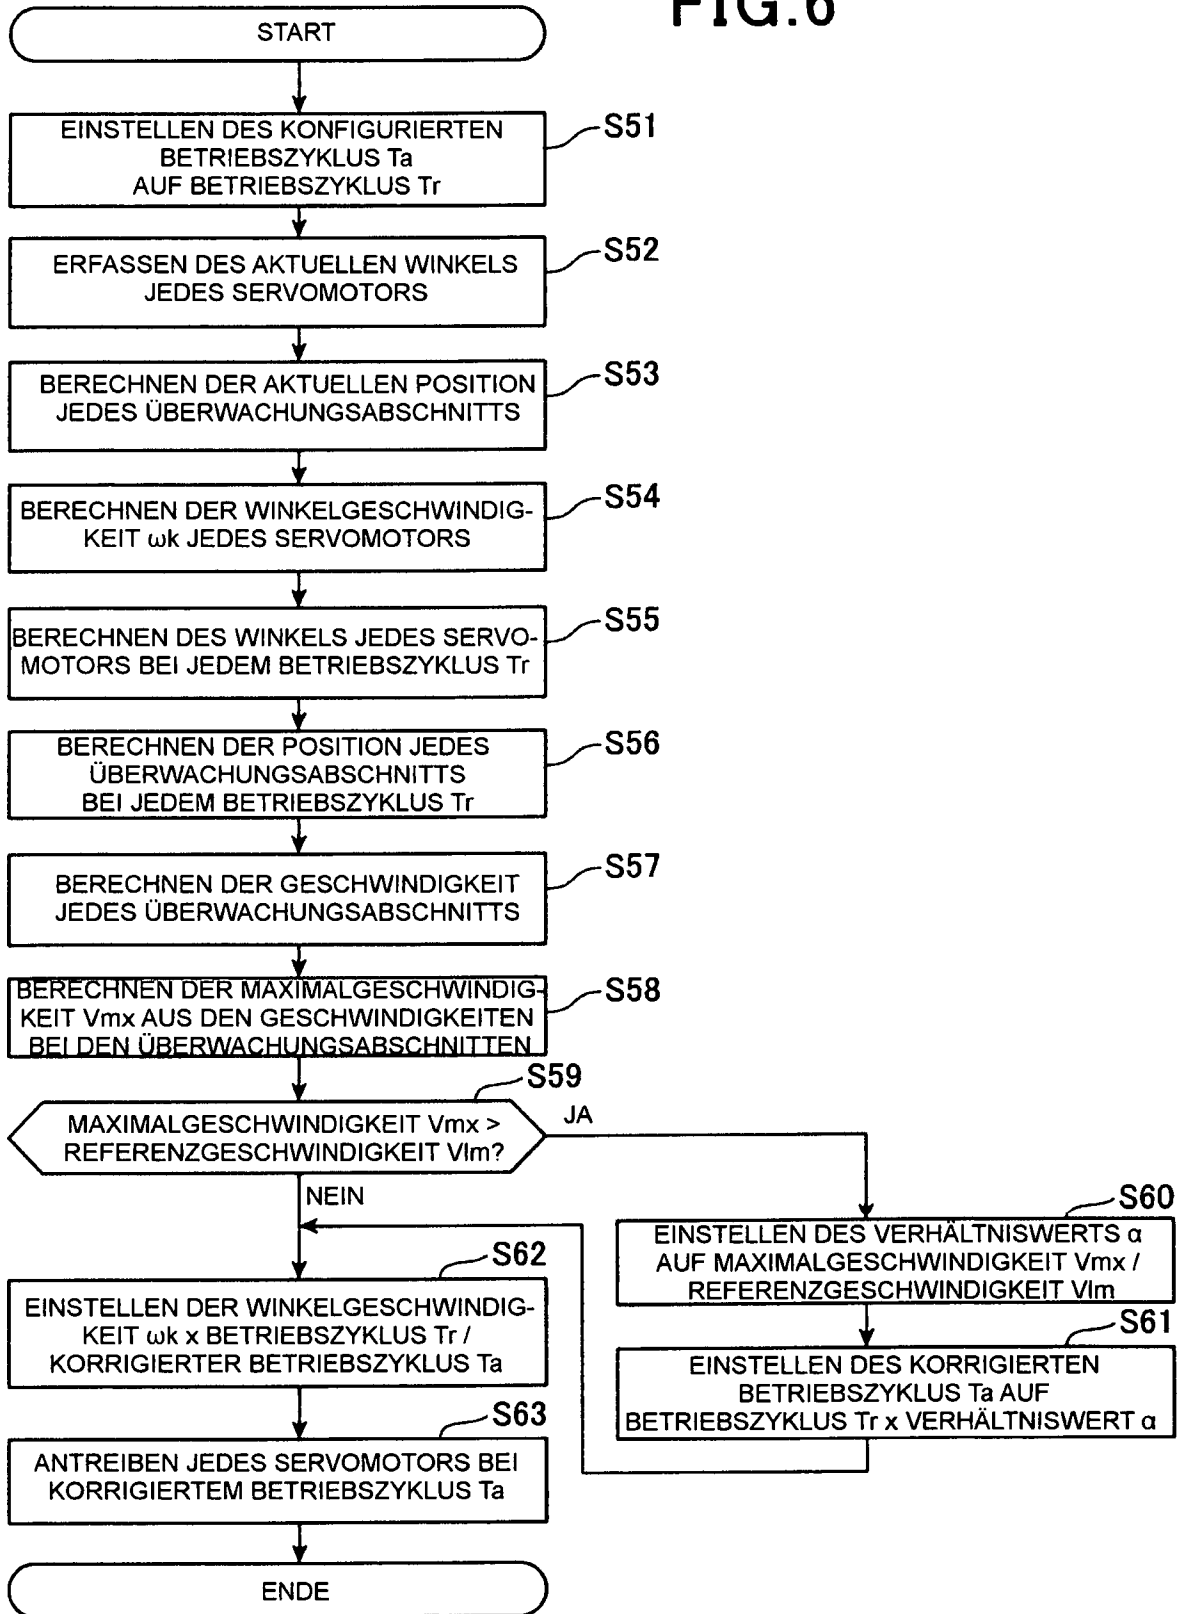 FIG.6
START
S51
EINSTELLEN DES KONFIGURIERTEN
BETRIEBSZYKLUS Ta
AUF BETRIEBSZYKLUS Tr
S52
ERFASSEN DES AKTUELLEN WINKELS
JEDES SERVOMOTORS
S53
BERECHNEN DER AKTUELLEN POSITION
JEDES ÜBERWACHUNGSABSCHNITTS
S54
BERECHNEN DER WINKELGESCHWINDIG-
KEIT ωk JEDES SERVOMOTORS
S55
BERECHNEN DES WINKELS JEDES SERVO-
MOTORS BEI JEDEM BETRIEBSZYKLUS Tr
S56
BERECHNEN DER POSITION JEDES
ÜBERWACHUNGSABSCHNITTS
BEI JEDEM BETRIEBSZYKLUS Tr
S57
BERECHNEN DER GESCHWINDIGKEIT
JEDES ÜBERWACHUNGSABSCHNITTS
S58
BERECHNEN DER MAXIMALGESCHWINDIG-
KEIT Vmx AUS DEN GESCHWINDIGKEITEN
BEI DEN ÜBERWACHUNGSABSCHNITTEN
S59
MAXIMALGESCHWINDIGKEIT Vmx >
REFERENZGESCHWINDIGKEIT Vlm?
JA
NEIN
S60
EINSTELLEN DES VERHÄLTNISWERTS α
AUF MAXIMALGESCHWINDIGKEIT Vmx /
REFERENZGESCHWINDIGKEIT Vlm
S61
EINSTELLEN DES KORRIGIERTEN
BETRIEBSZYKLUS Ta AUF
BETRIEBSZYKLUS Tr x VERHÄLTNISWERT α
S62
EINSTELLEN DER WINKELGESCHWINDIG-
KEIT ωk x BETRIEBSZYKLUS Tr /
KORRIGIERTER BETRIEBSZYKLUS Ta
S63
ANTREIBEN JEDES SERVOMOTORS BEI
KORRIGIERTEM BETRIEBSZYKLUS Ta
ENDE